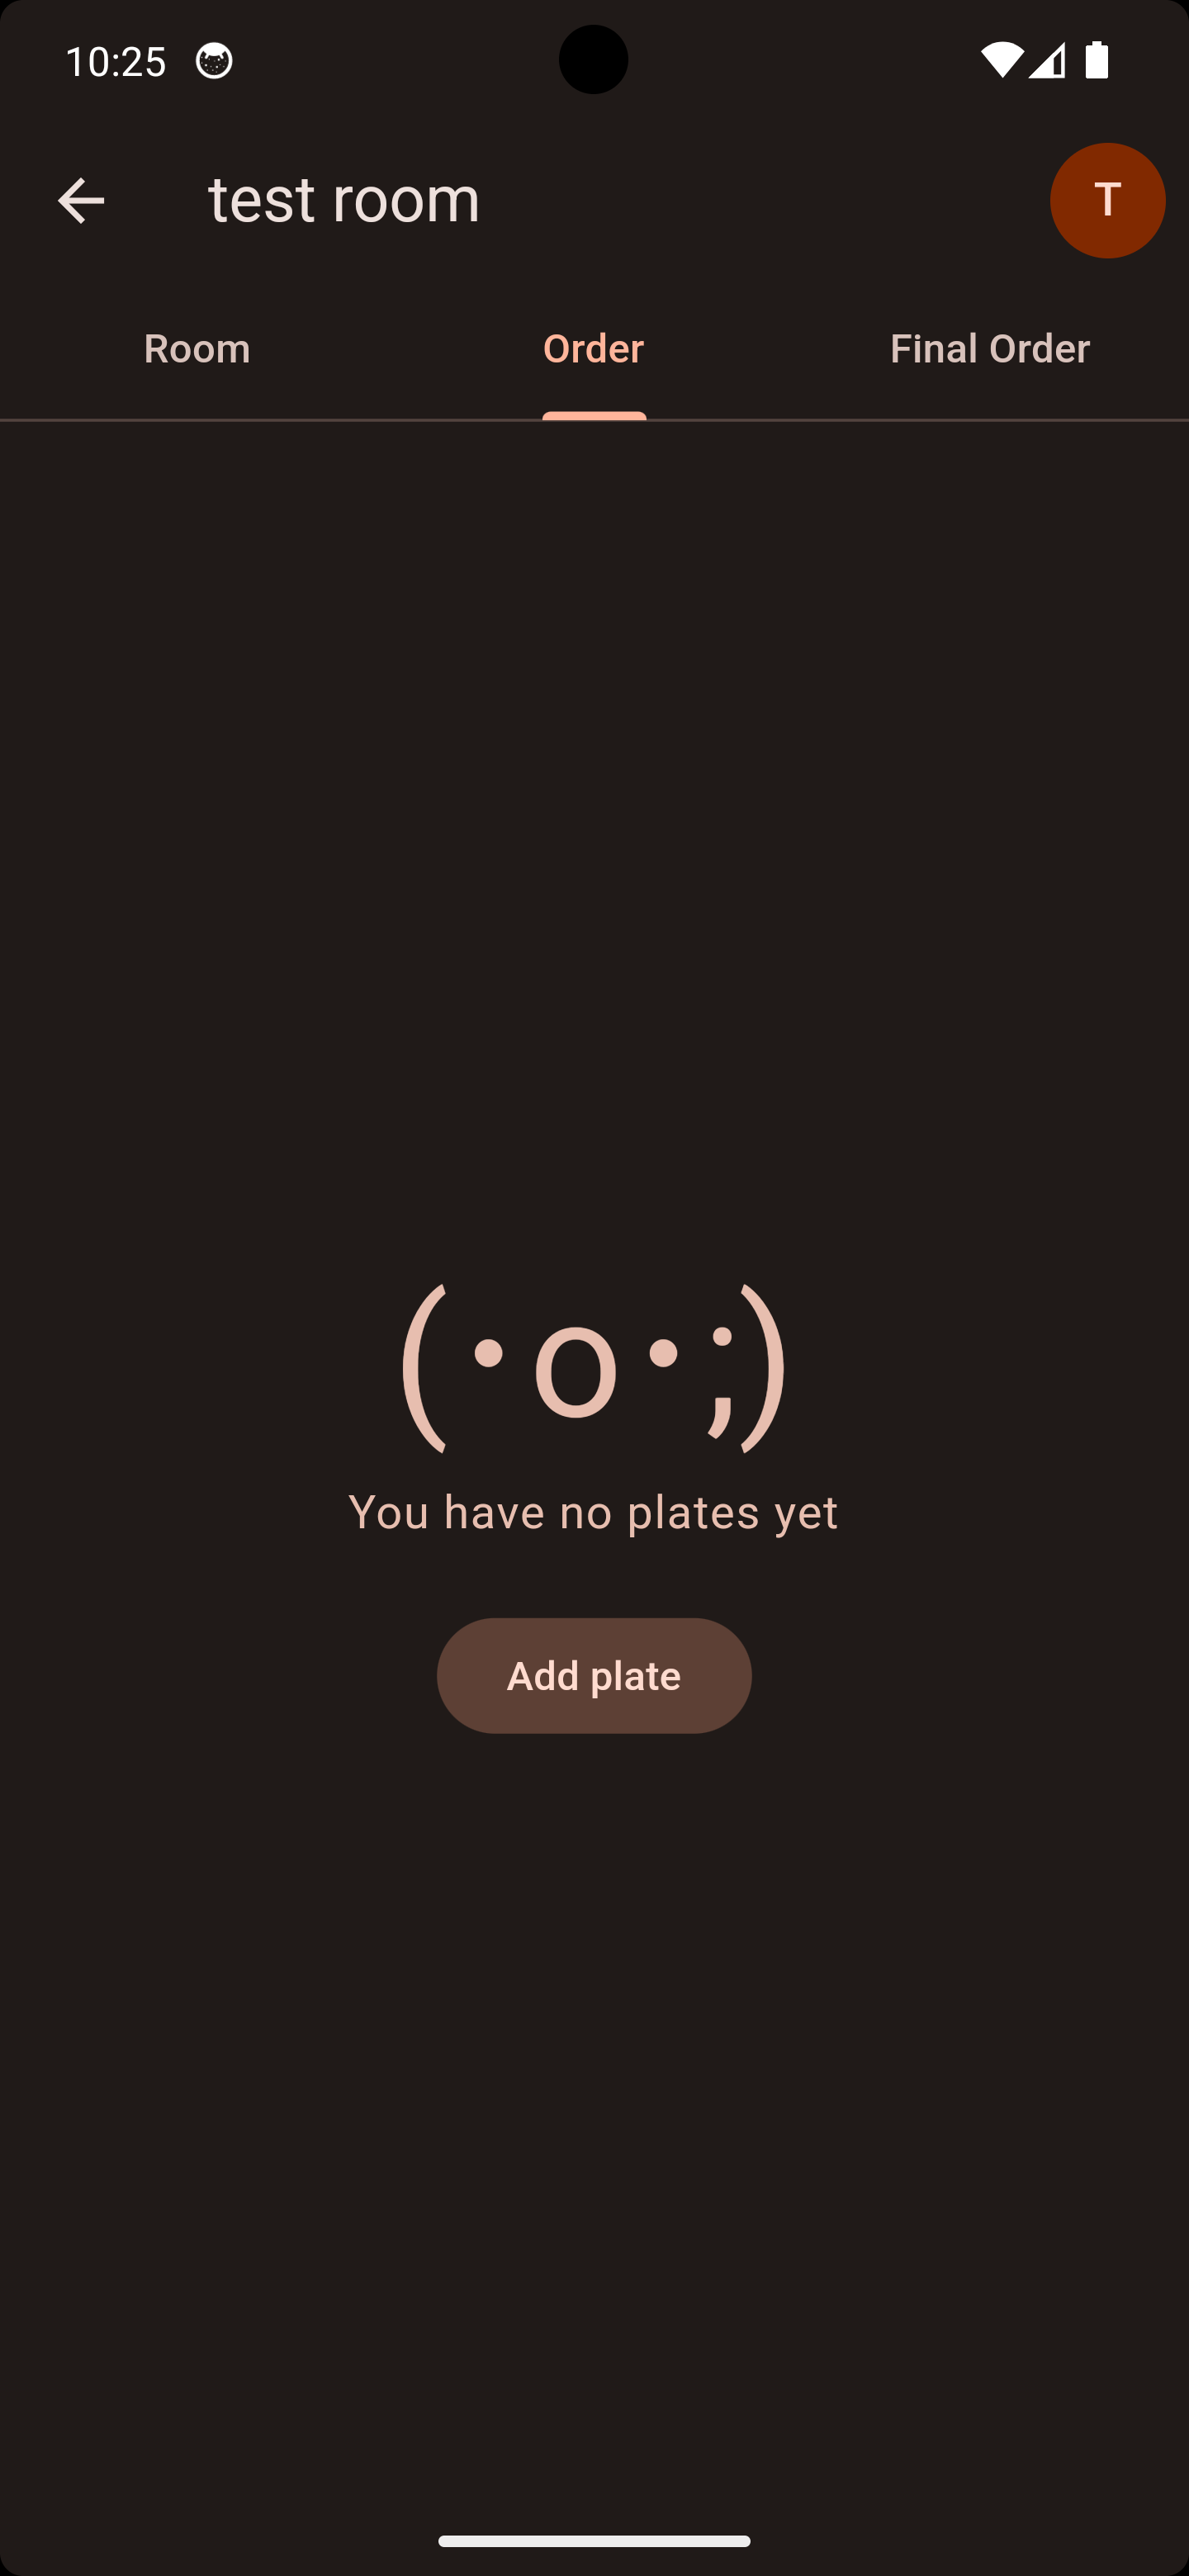 10:25
test room
T
Room
Order
Final Order
(・o・;)
You have no plates yet
Add plate